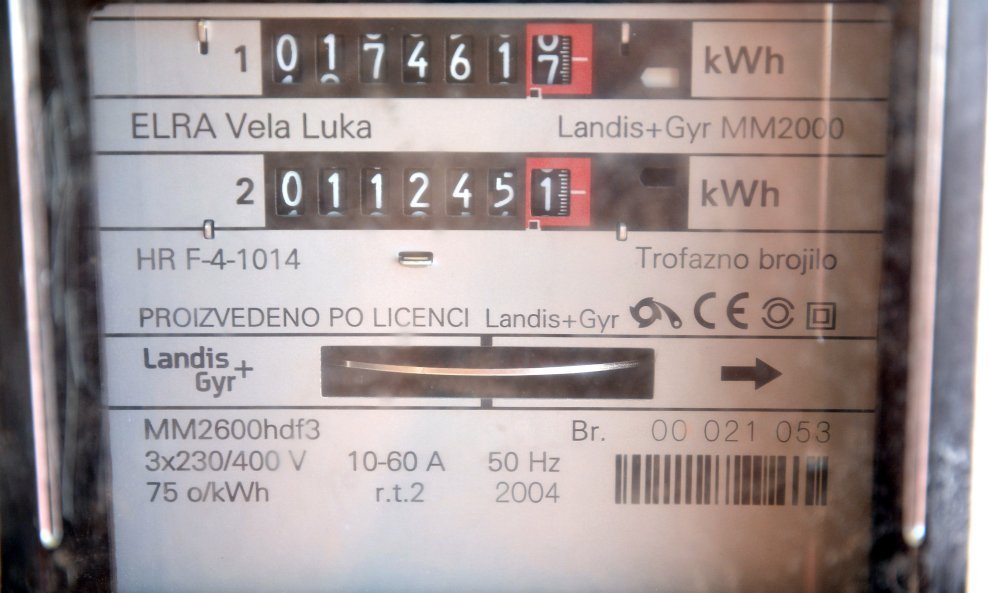 1 0174617 kWh
ELRA Vela Luka Landis+Gyr MM2000
2 0112451 kWh
HR F-4-1014 Trofazno brojilo
PROIZVEDENO PO LICENCI Landis+Gyr CE
Landis+
Gyr
MM2600hdf3 Br. 00 021 053
3x230/400 V 10-60 A 50 Hz
75 o/kWh r.t.2 2004